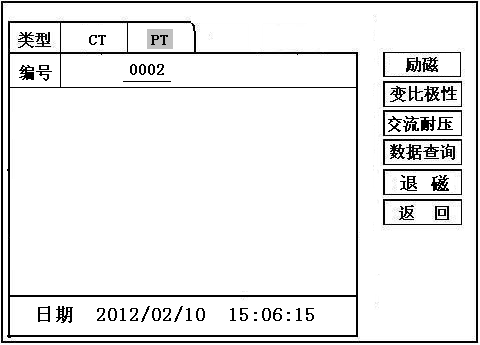 类型 CT PT
编号 0002
励磁
变比极性
交流耐压
数据查询
退 磁
返 回
日期 2012/02/10 15:06:15